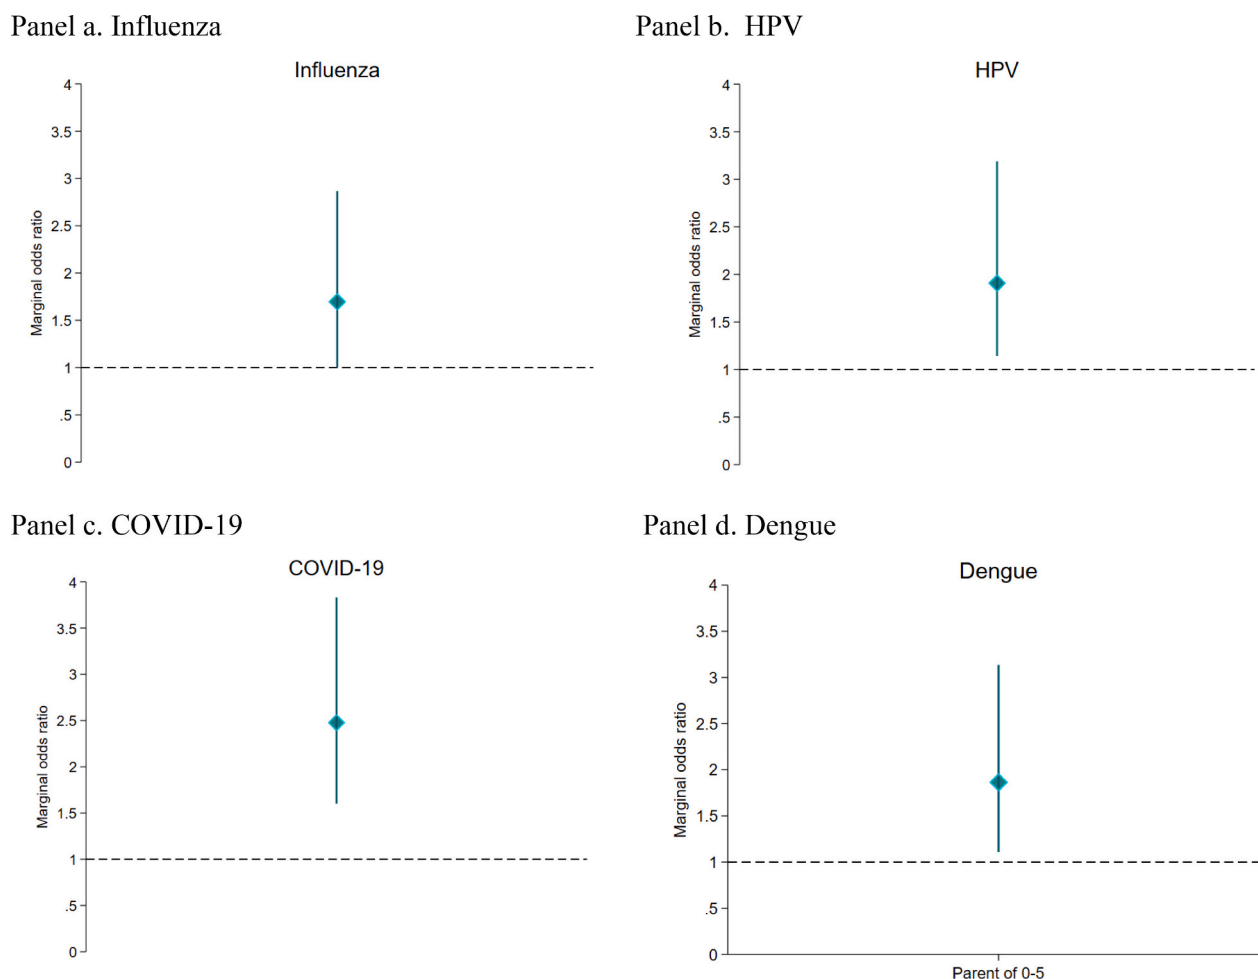 Panel a. Influenza
Influenza
Marginal odds ratio
4
3.5
3
2.5
2
1.5
1
.5
0
Panel b. HPV
HPV
Marginal odds ratio
4
3.5
3
2.5
2
1.5
1
.5
0
Panel c. COVID-19
COVID-19
Marginal odds ratio
4
3.5
3
2.5
2
1.5
1
.5
0
Panel d. Dengue
Dengue
Marginal odds ratio
4
3.5
3
2.5
2
1.5
1
.5
0
Parent of 0-5